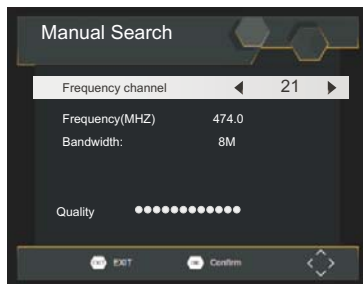 Manual Search
Frequency channel 21
Frequency(MHZ) 474.0
Bandwidth: 8M
Quality
EXIT Confirm